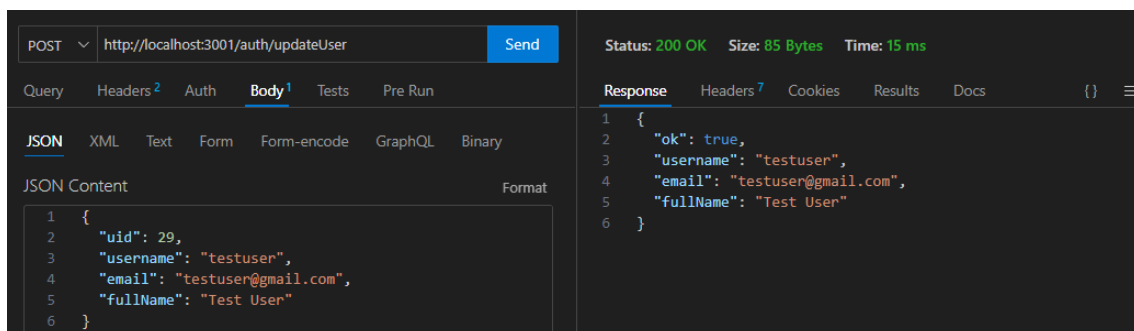 POST http://localhost:3001/auth/updateUser Send
Query Headers 2 Auth Body 1 Tests Pre Run
JSON XML Text Form Form-encode GraphQL Binary
JSON Content Format
1 {
2 "uid": 29,
3 "username": "testuser",
4 "email": "testuser@gmail.com",
5 "fullName": "Test User"
6 }
Status: 200 OK Size: 85 Bytes Time: 15 ms
Response Headers 7 Cookies Results Docs { }
1 {
2 "ok": true,
3 "username": "testuser",
4 "email": "testuser@gmail.com",
5 "fullName": "Test User"
6 }